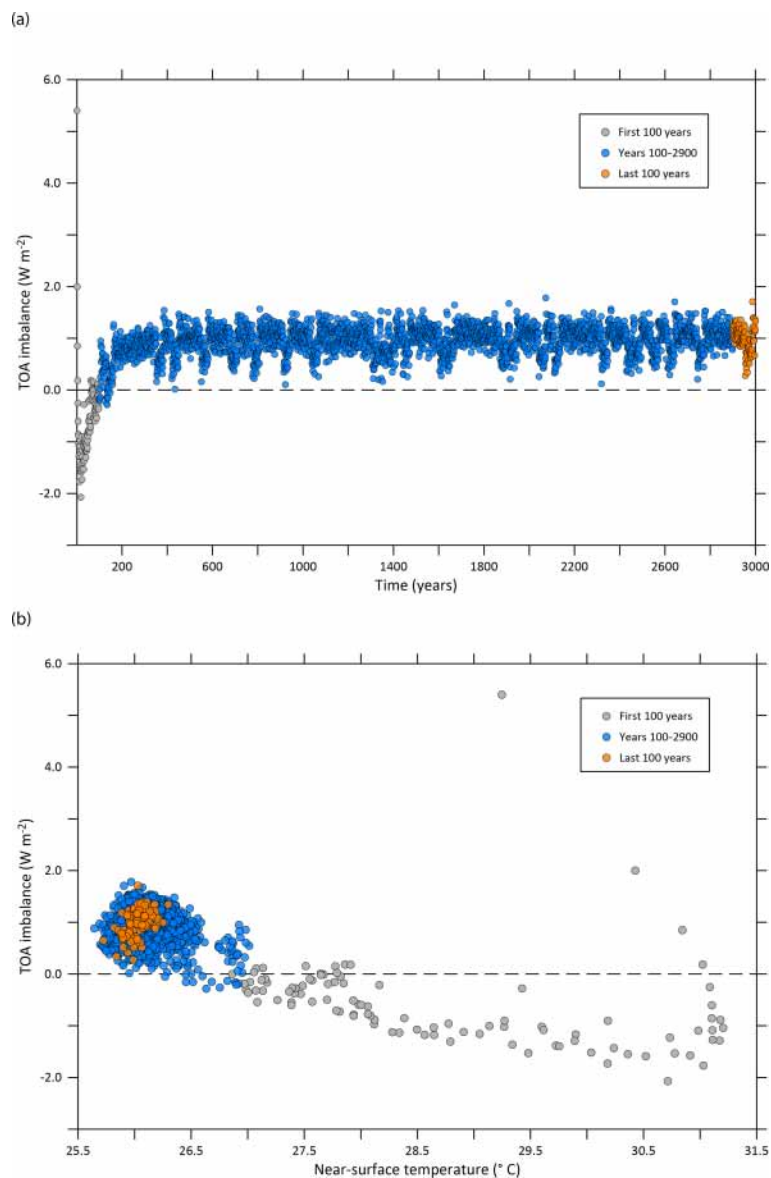 (a)
6.0
First 100 years
Years 100-2900
Last 100 years
4.0
TOA imbalance (W m-2)
2.0
0.0
-2.0
200 600 1000 1400 1800 2200 2600 3000
Time (years)
(b)
6.0
First 100 years
Years 100-2900
Last 100 years
4.0
TOA imbalance (W m-2)
2.0
0.0
-2.0
25.5 26.5 27.5 28.5 29.5 30.5 31.5
Near-surface temperature (° C)